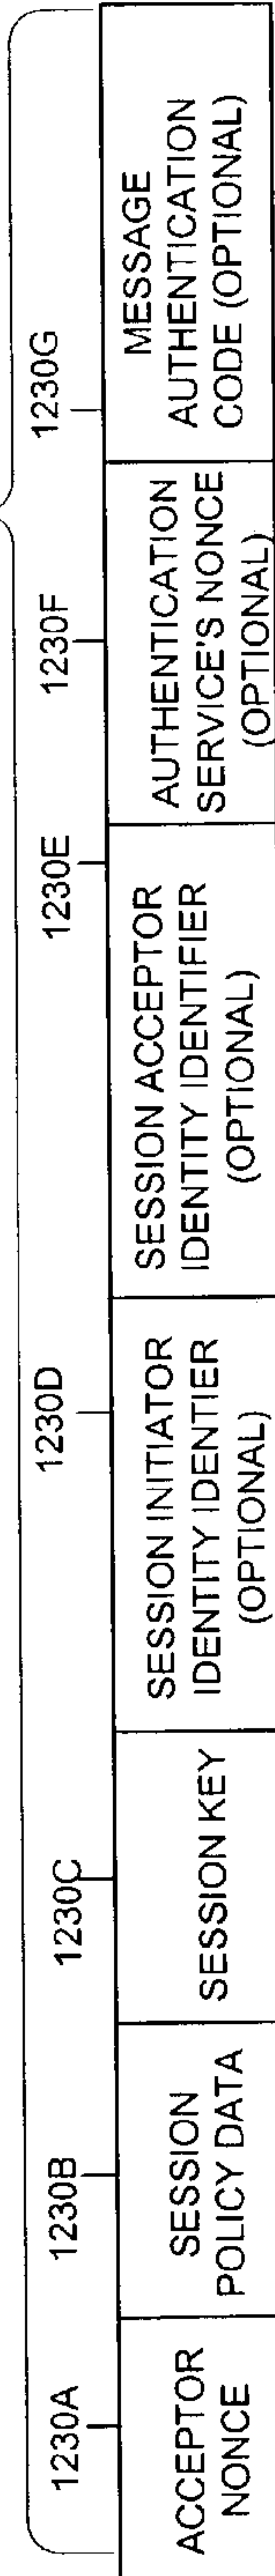 1230A
1230B
1230C
1230D
1230E
1230F
1230G
ACCEPTOR
NONCE
SESSION
POLICY DATA
SESSION KEY
SESSION INITIATOR
IDENTITY IDENTIER
(OPTIONAL)
SESSION ACCEPTOR
IDENTITY IDENTIFIER
(OPTIONAL)
AUTHENTICATION
SERVICE'S NONCE
(OPTIONAL)
MESSAGE
AUTHENTICATION
CODE (OPTIONAL)